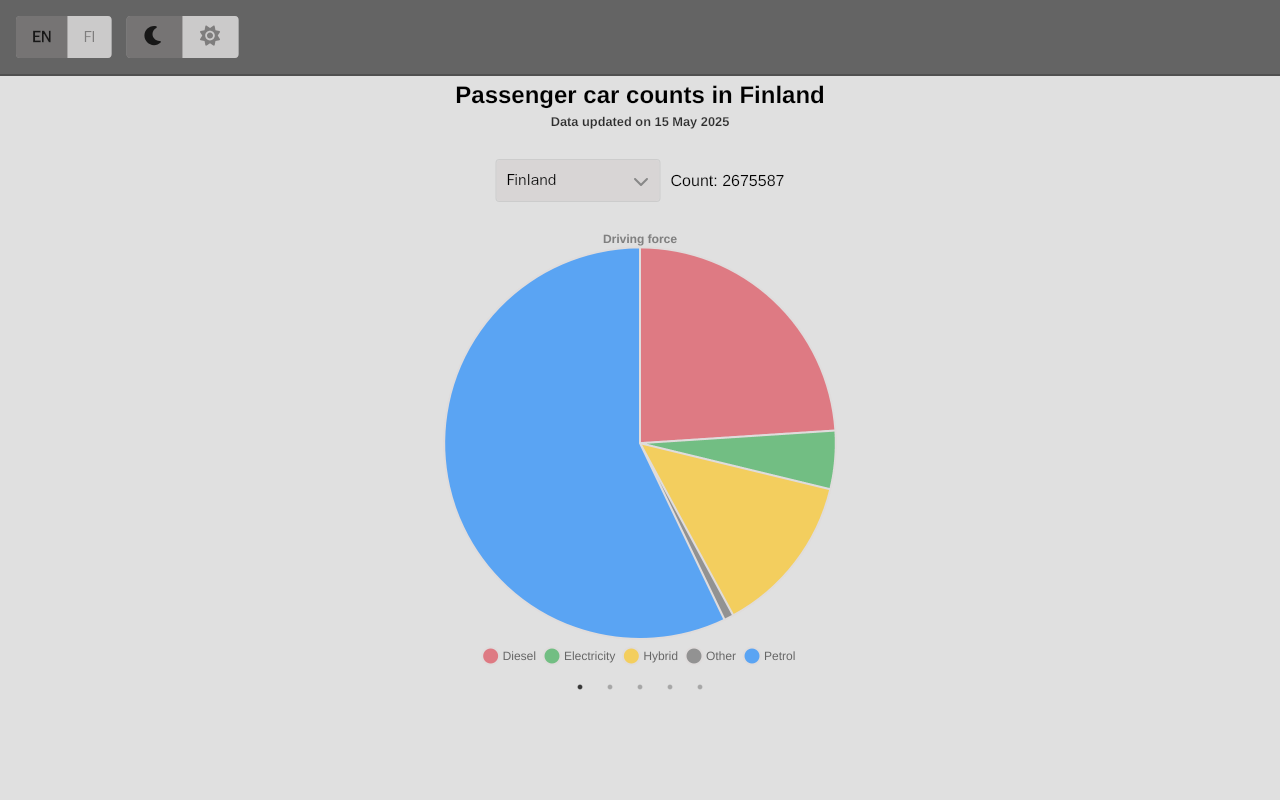 EN FI
Passenger car counts in Finland
Data updated on 15 May 2025
Finland Count: 2675587
Driving force
Diesel Electricity Hybrid Other Petrol